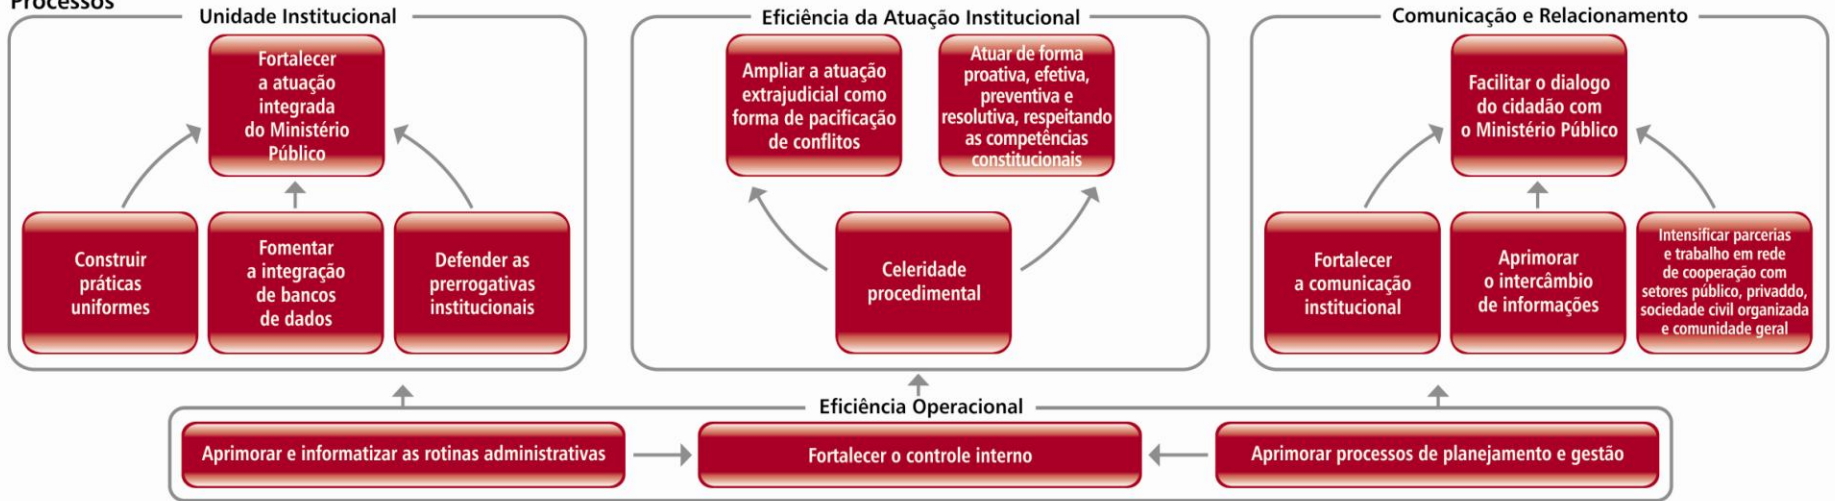 Processos
Unidade Institucional
Fortalecer
a atuação
integrada
do Ministério
Público
Construir
práticas
uniformes
Fomentar
a integração
de bancos
de dados
Defender as
prerrogativas
institucionais
Eficiência da Atuação Institucional
Ampliar a atuação
extrajudicial como
forma de pacificação
de conflitos
Atuar de forma
proativa, efetiva,
preventiva e
resolutiva, respeitando
as competências
constitucionais
Celeridade
procedimental
Comunicação e Relacionamento
Facilitar o dialogo
do cidadão com
o Ministério Público
Fortalecer
a comunicação
institucional
Aprimorar
o intercâmbio
de informações
Intensificar parcerias
e trabalho em rede
de cooperação com
setores público, privaddo,
sociedade civil organizada
e comunidade geral
Eficiência Operacional
Aprimorar e informatizar as rotinas administrativas
Fortalecer o controle interno
Aprimorar processos de planejamento e gestão